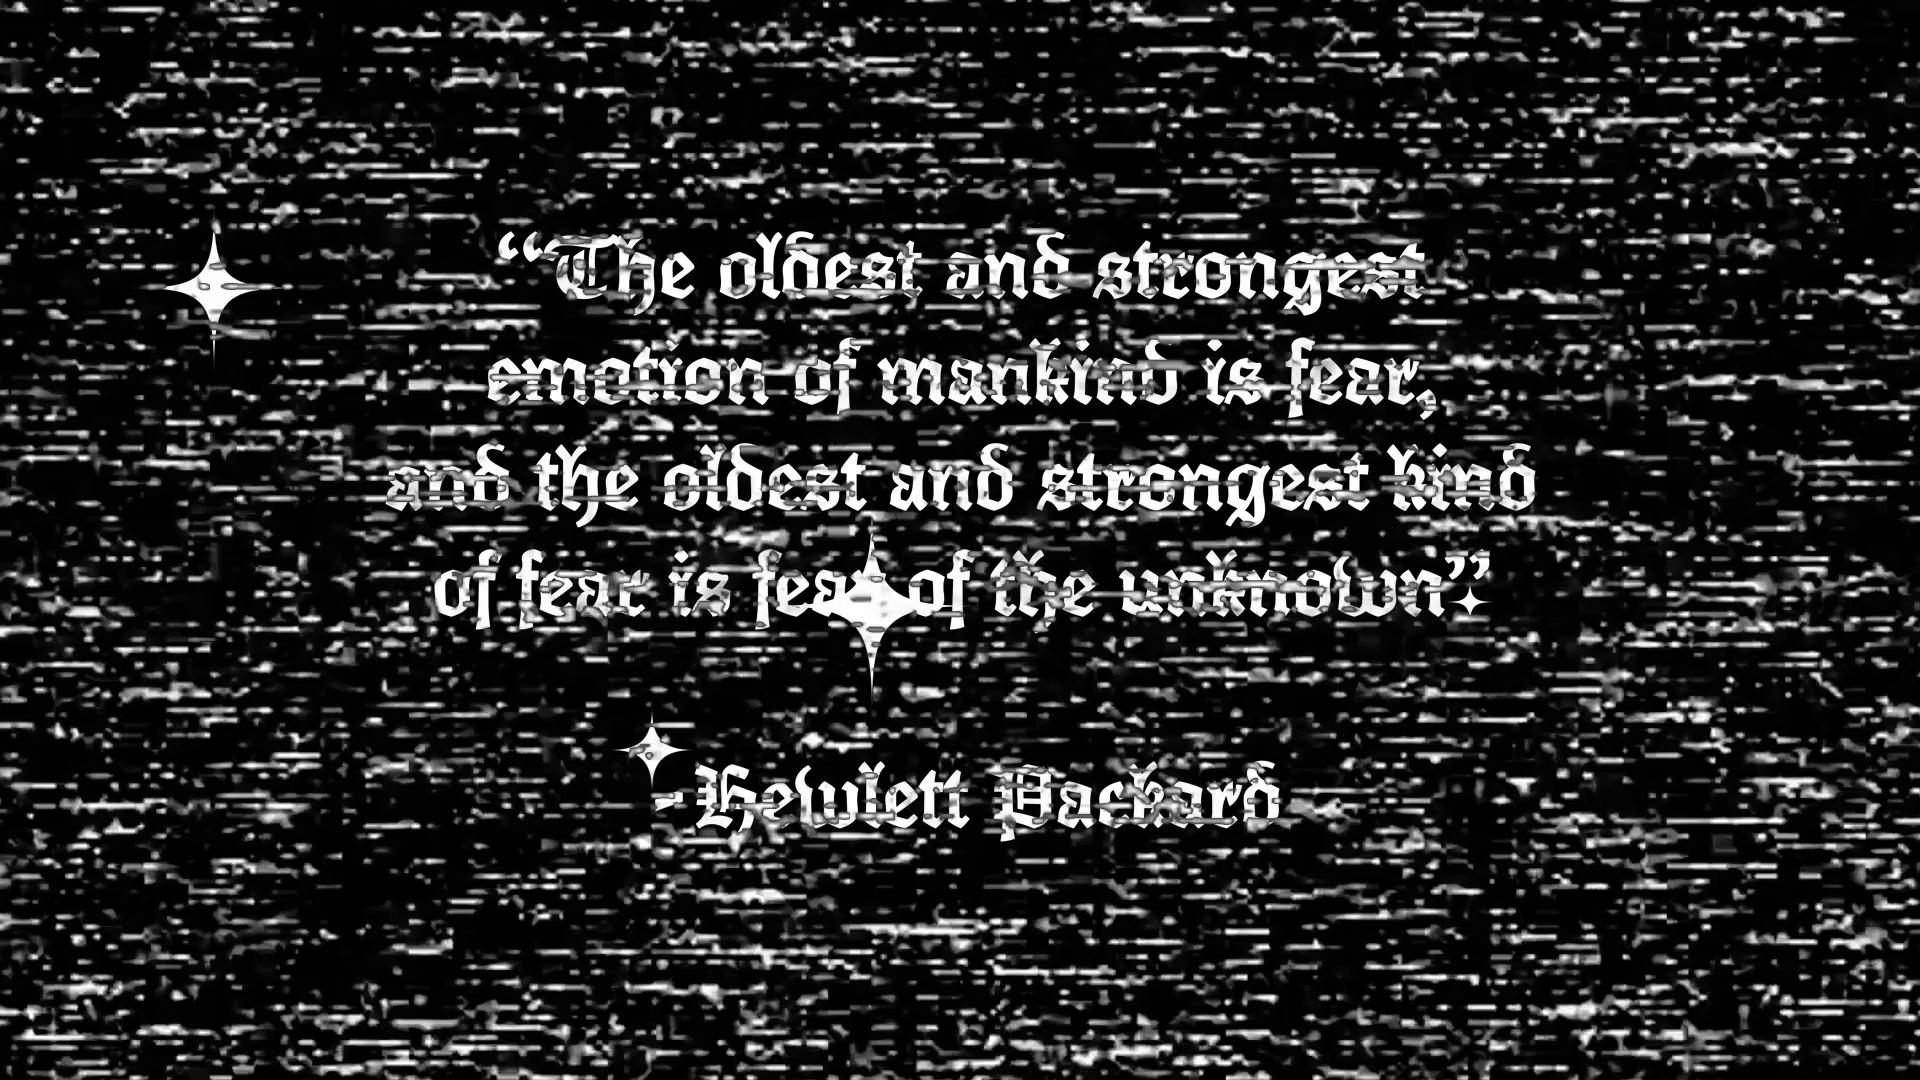 “The oldest and strongest
emotion of mankind is fear,
and the oldest and strongest kind
of fear is fear of the unknown”
-Hewlett Packard